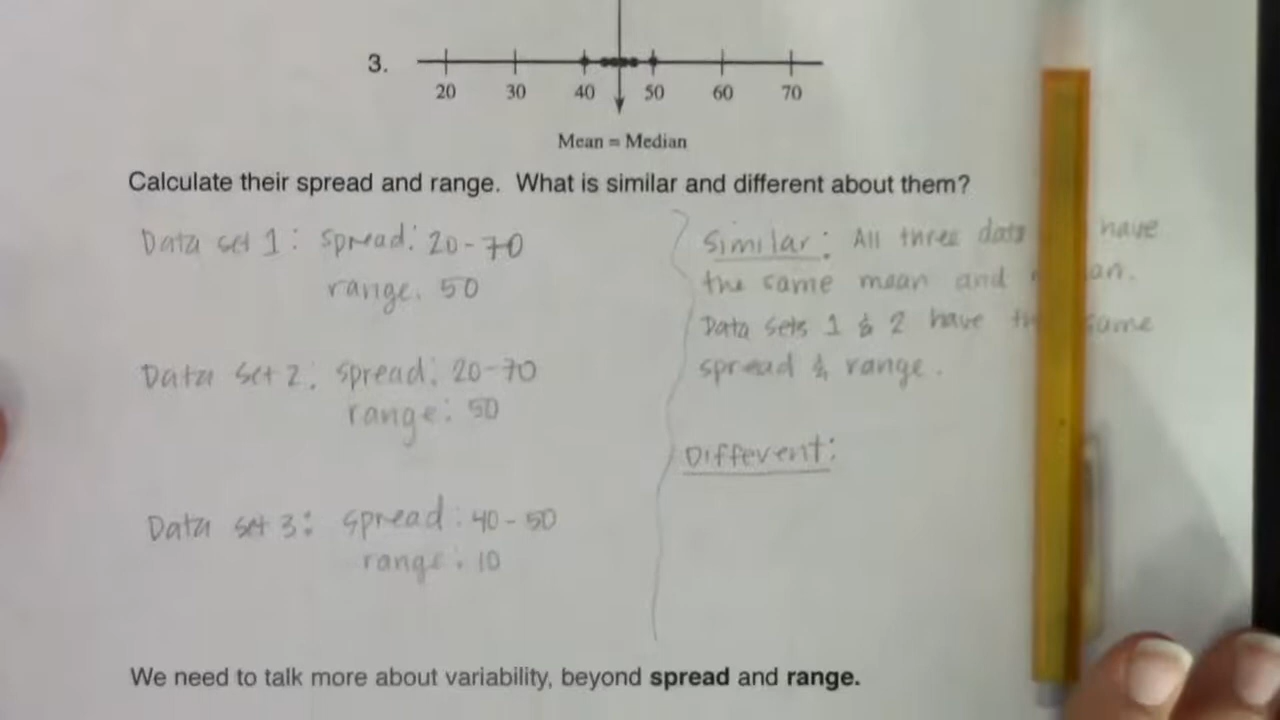 3.
20 30 40 50 60 70
Mean = Median
Calculate their spread and range. What is similar and different about them?
Data set 1: spread: 20-70
range: 50
Data set 2: spread: 20-70
range: 50
Data set 3: spread: 40-50
range: 10
Similar: All three data have
the same mean and
Data sets 1 & 2 have same
spread & range.
Different:
We need to talk more about variability, beyond spread and range.